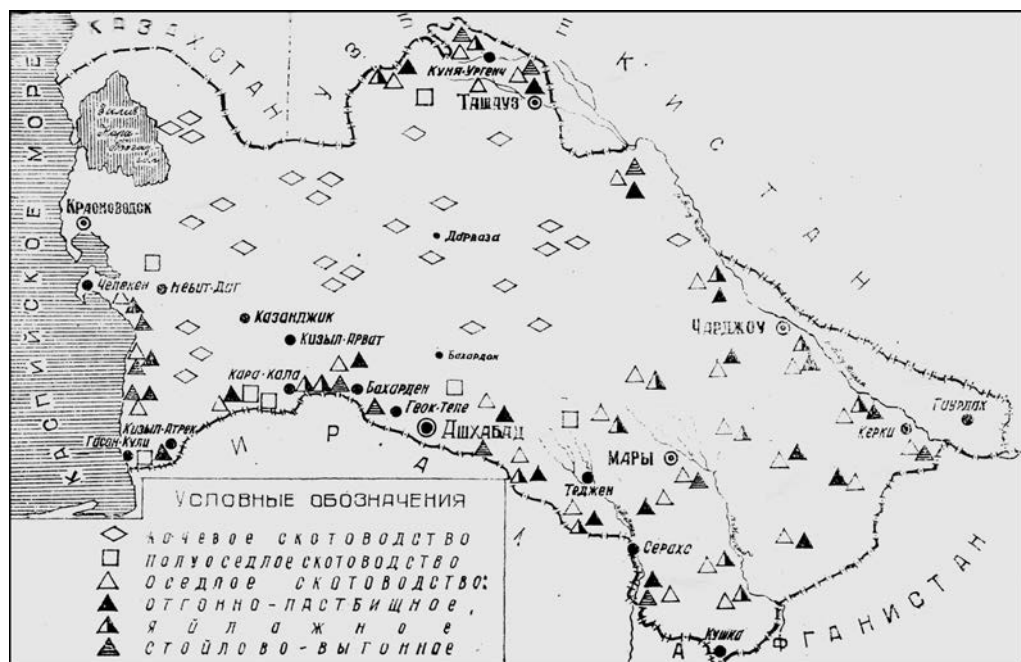 КАЗАХСТАН
УЗБЕКИСТАН
КАСПИЙСКОЕ МОРЕ
Залив
Кара-
Богаз
гол
Куня-Ургенч
Ташауз
Красноводск
Дарваза
Челекен
Небит-Даг
Казанджик
Чарджоу
Кизыл-Арват
Бахардок
Кара-Кала
Бахарден
Геок-Тепе
Ашхабад
Гаурдах
Керки
Кизыл-Атрек
Гасан-Кули
ИРАН
Мары
Теджен
Серахс
Кушка
АФГАНИСТАН
Условные обозначения
кочевое скотоводство
полуоседлое скотоводство
оседлое скотоводство:
отгонно-пастбищное,
яйлажное
стойлово-выгонное